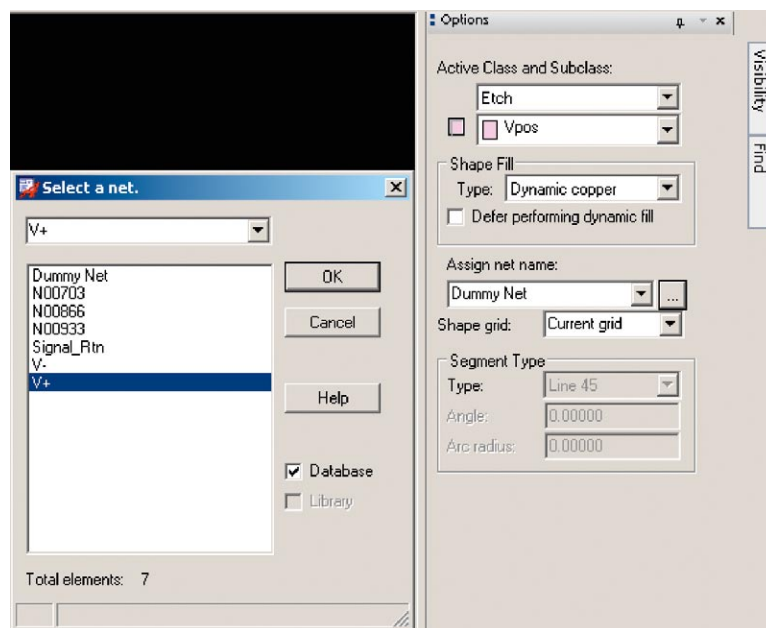 Options
Active Class and Subclass:
Etch
Vpos
Shape Fill
Type: Dynamic copper
Defer performing dynamic fill
Assign net name:
Dummy Net ...
Shape grid: Current grid
Segment Type
Type: Line 45
Angle: 0.00000
Arc radius: 0.00000
Visibility
Find
Select a net.
V+
Dummy Net
N00703
N00866
N00933
Signal_Rtn
V-
V+
OK
Cancel
Help
Database
Library
Total elements: 7